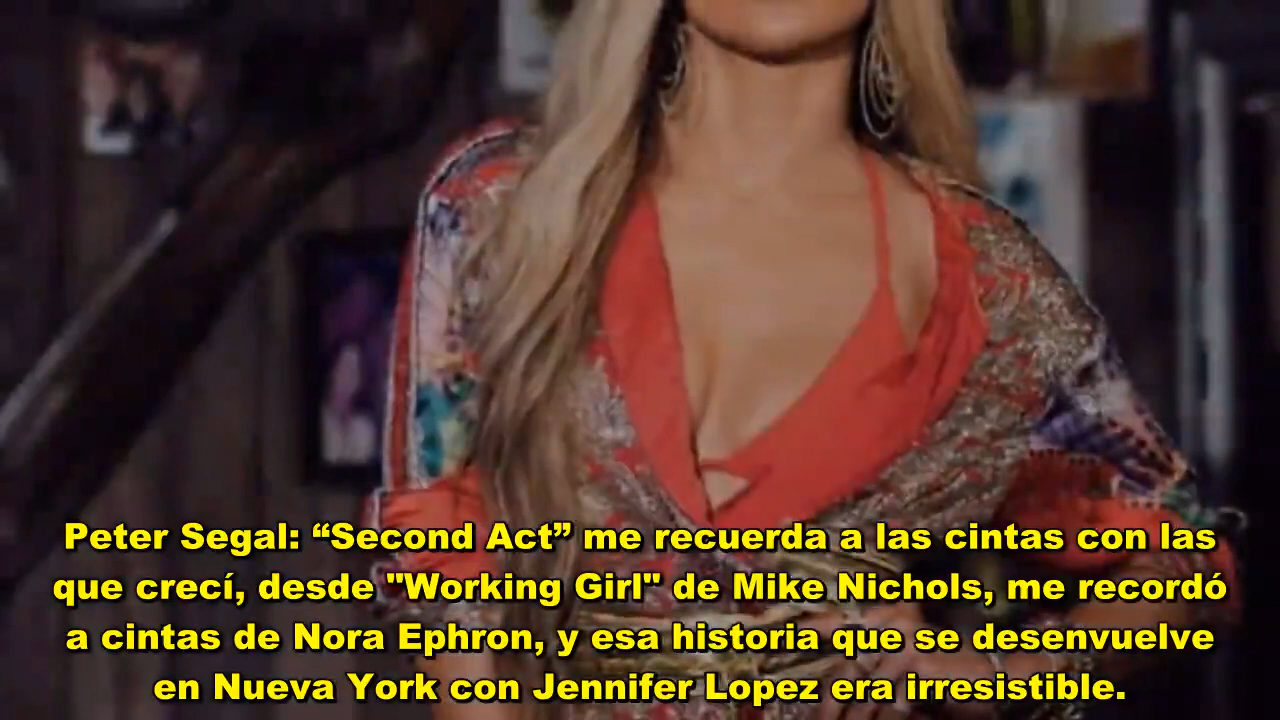 Peter Segal: “Second Act” me recuerda a las cintas con las
que crecí, desde "Working Girl" de Mike Nichols, me recordó
a cintas de Nora Ephron, y esa historia que se desenvuelve
en Nueva York con Jennifer Lopez era irresistible.